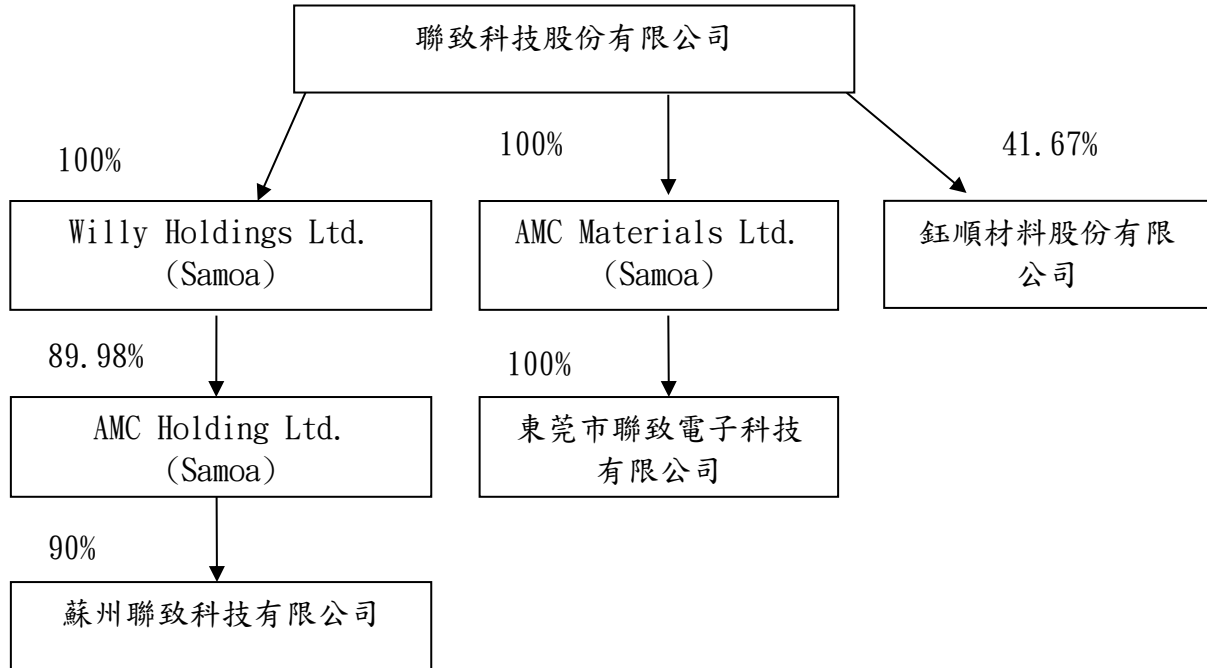 聯致科技股份有限公司
100%
100%
41.67%
Willy Holdings Ltd.
(Samoa)
AMC Materials Ltd.
(Samoa)
鈺順材料股份有限
公司
89.98%
100%
AMC Holding Ltd.
(Samoa)
東莞市聯致電子科技
有限公司
90%
蘇州聯致科技有限公司